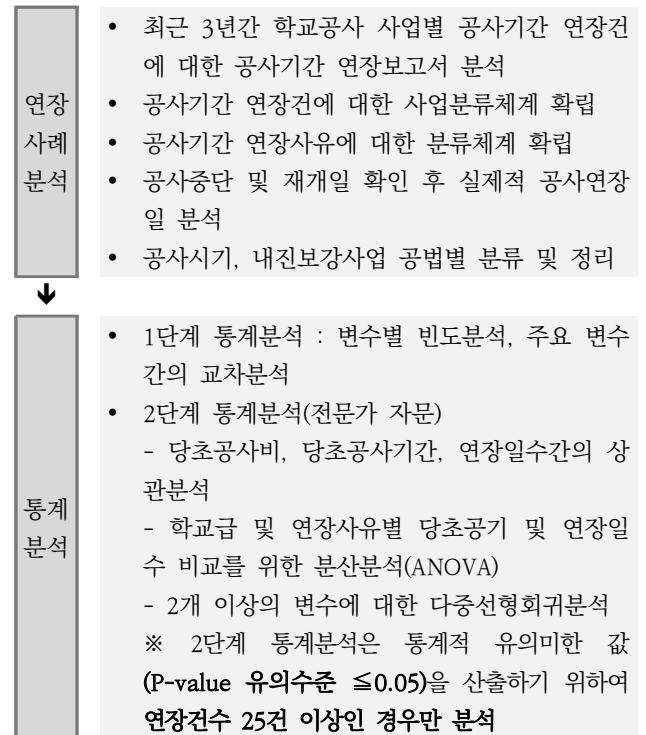 연장
사례
분석
• 최근 3년간 학교공사 사업별 공사기간 연장건
에 대한 공사기간 연장보고서 분석
• 공사기간 연장건에 대한 사업분류체계 확립
• 공사기간 연장사유에 대한 분류체계 확립
• 공사중단 및 재개일 확인 후 실제적 공사연장
일 분석
• 공사시기, 내진보강사업 공법별 분류 및 정리
통계
분석
• 1단계 통계분석 : 변수별 빈도분석, 주요 변수
간의 교차분석
• 2단계 통계분석(전문가 자문)
- 당초공사비, 당초공사기간, 연장일수간의 상
관분석
- 학교급 및 연장사유별 당초공기 및 연장일
수 비교를 위한 분산분석(ANOVA)
- 2개 이상의 변수에 대한 다중선형회귀분석
※ 2단계 통계분석은 통계적 유의미한 값
(P-value 유의수준 ≦0.05)을 산출하기 위하여
연장건수 25건 이상인 경우만 분석